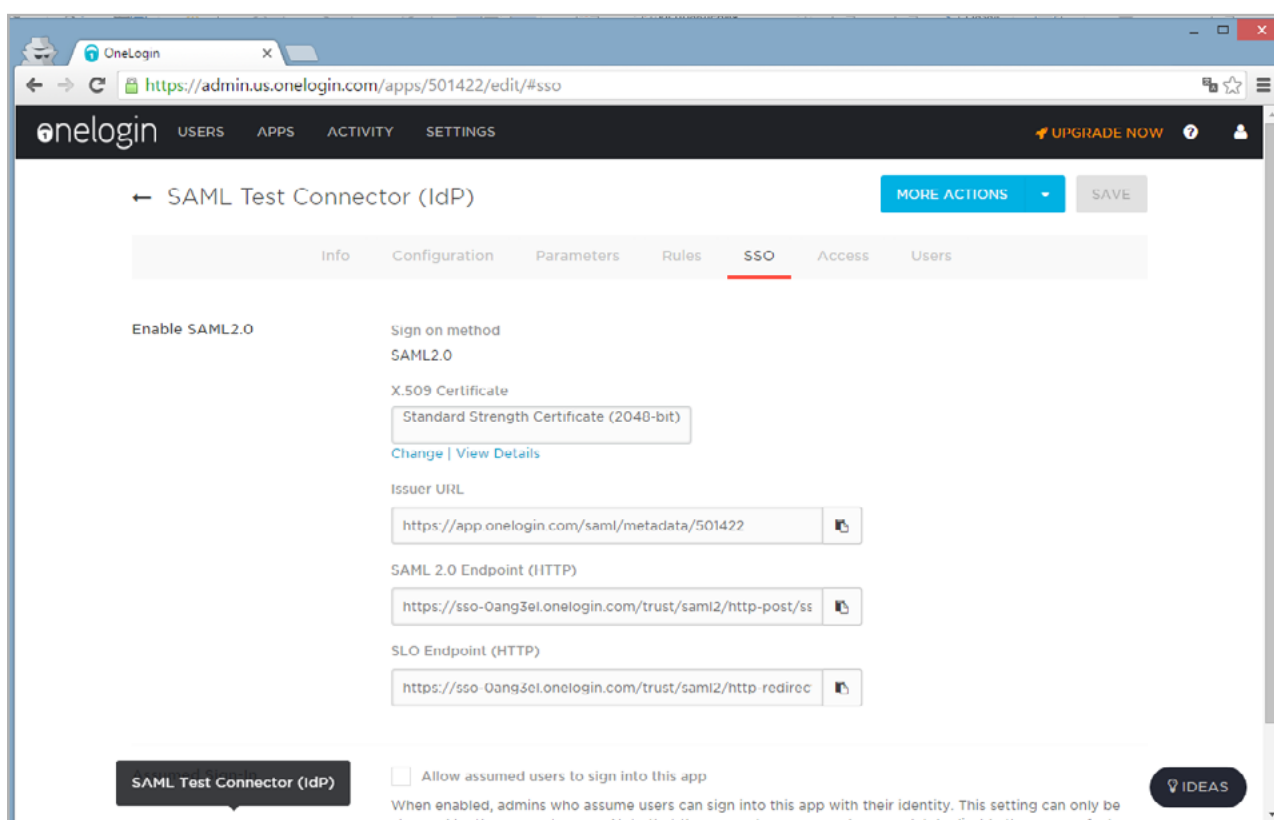 OneLogin
https://admin.us.onelogin.com/apps/501422/edit/#sso
onelogin USERS APPS ACTIVITY SETTINGS UPGRADE NOW
← SAML Test Connector (IdP) MORE ACTIONS SAVE
Info Configuration Parameters Rules SSO Access Users
Enable SAML2.0
Sign on method
SAML2.0
X.509 Certificate
Standard Strength Certificate (2048-bit)
Change | View Details
Issuer URL
https://app.onelogin.com/saml/metadata/501422
SAML 2.0 Endpoint (HTTP)
https://sso-0ang3el.onelogin.com/trust/saml2/http-post/ss
SLO Endpoint (HTTP)
https://sso-0ang3el.onelogin.com/trust/saml2/http-redirec
Assumed Sign-In
Allow assumed users to sign into this app
SAML Test Connector (IdP)
IDEAS
When enabled, admins who assume users can sign into this app with their identity. This setting can only be